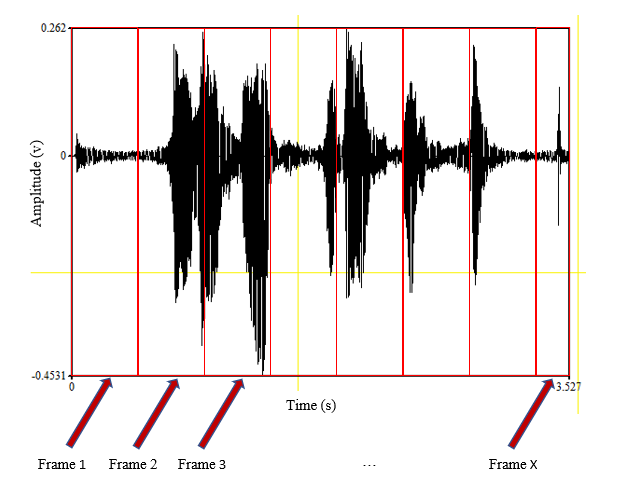 0.262
0
Amplitude (v)
-0.4531
0
3.527
Time (s)
Frame 1
Frame 2
Frame 3
...
Frame X